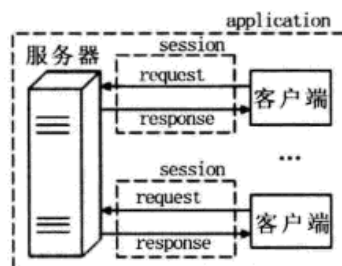 application
服务器
session
request
response
客户端
...
session
request
response
客户端